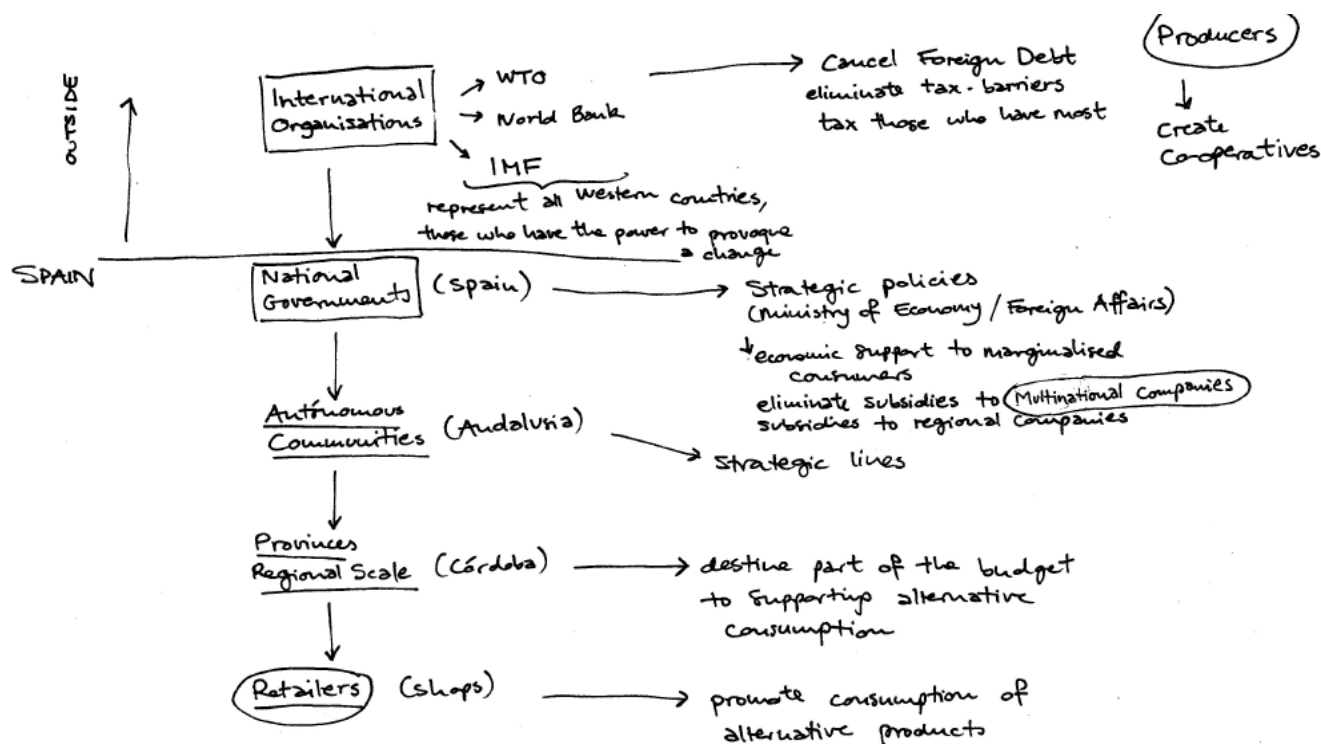 Producers
Create
Co-operatives
OUTSIDE
International
Organisations
WTO
World Bank
IMF
represent all Western countries,
those who have the power to provoque
a change
Cancel Foreign Debt
eliminate tax-barriers
tax those who have most
SPAIN
National
Governments
(Spain)
Strategic policies
(Ministry of Economy / Foreign Affairs)
economic support to marginalised
consumers
eliminate subsidies to Multinational Companies
subsidies to regional Companies
Autónomous
Communities
(Andalusia)
Strategic lines
Provinces
Regional Scale
(Córdoba)
destine part of the budget
to supporting alternative
consumption
Retailers
(shops)
promote consumption of
alternative products